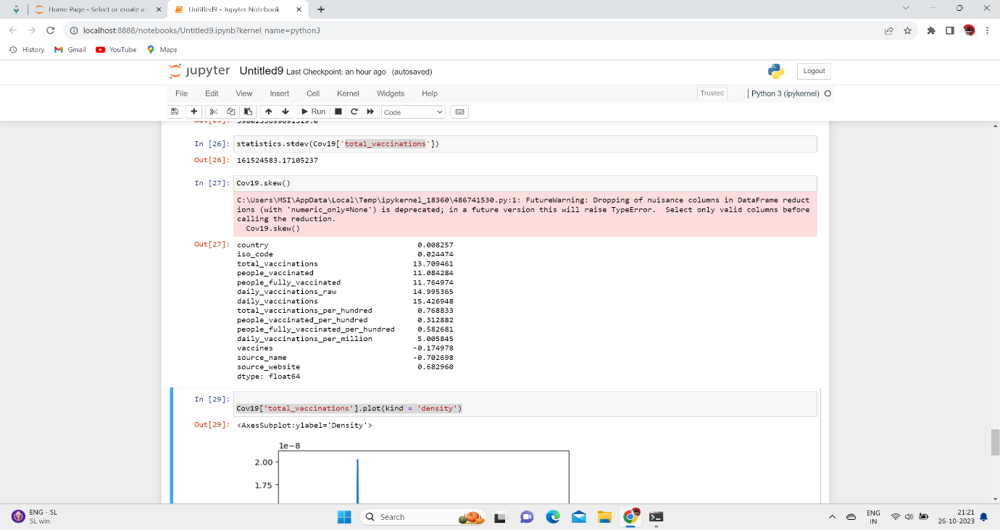 Home Page - Select or create a
Untitled9 - Jupyter Notebook
localhost:8888/notebooks/Untitled9.ipynb?kernel_name=python3
History
Gmail
YouTube
Maps
jupyter
Untitled9 Last Checkpoint: an hour ago (autosaved)
Logout
File Edit View Insert Cell Kernel Widgets Help
Trusted
Python 3 (ipykernel)
Run
Code
In [26]: statistics.stdev(Cov19['total_vaccinations'])
Out[26]: 161524583.17105237
In [27]: Cov19.skew()
C:\Users\MSI\AppData\Local\Temp\ipykernel_18360\486741530.py:1: FutureWarning: Dropping of nuisance columns in DataFrame reduct
ions (with 'numeric_only=None') is deprecated; in a future version this will raise TypeError.  Select only valid columns before
calling the reduction.
Cov19.skew()
Out[27]: country 0.008257
iso_code 0.024474
total_vaccinations 13.709461
people_vaccinated 11.084284
people_fully_vaccinated 11.764974
daily_vaccinations_raw 14.995365
daily_vaccinations 15.426948
total_vaccinations_per_hundred 0.768833
people_vaccinated_per_hundred 0.312882
people_fully_vaccinated_per_hundred 0.582681
daily_vaccinations_per_million 5.005845
vaccines -0.174978
source_name -0.702698
source_website 0.682960
dtype: float64
In [29]:
Cov19['total_vaccinations'].plot(kind = 'density')
Out[29]: <AxesSubplot:ylabel='Density'>
1e-8
2.00
1.75
ENG - SL
SL win
Search
ENG
IN
21:21
26-10-2023